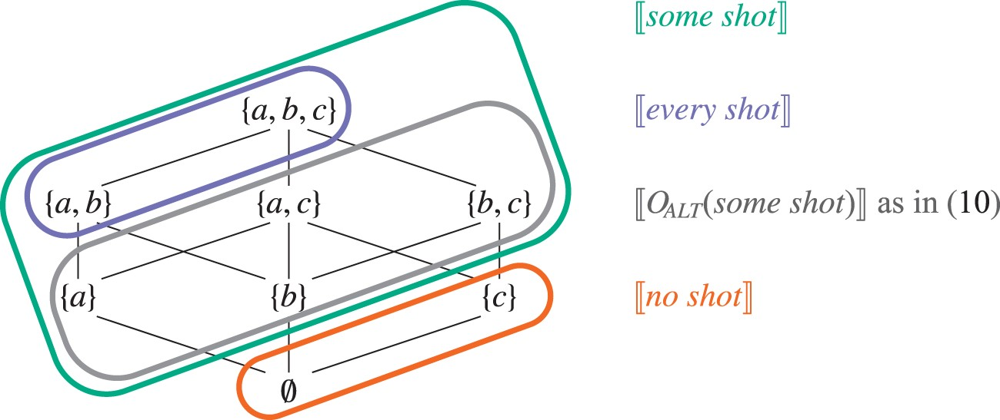 ⟦some shot⟧
{a, b, c} ⟦every shot⟧
{a, b} {a, c} {b, c} ⟦O_ALT(some shot)⟧ as in (10)
{a} {b} {c} ⟦no shot⟧
∅